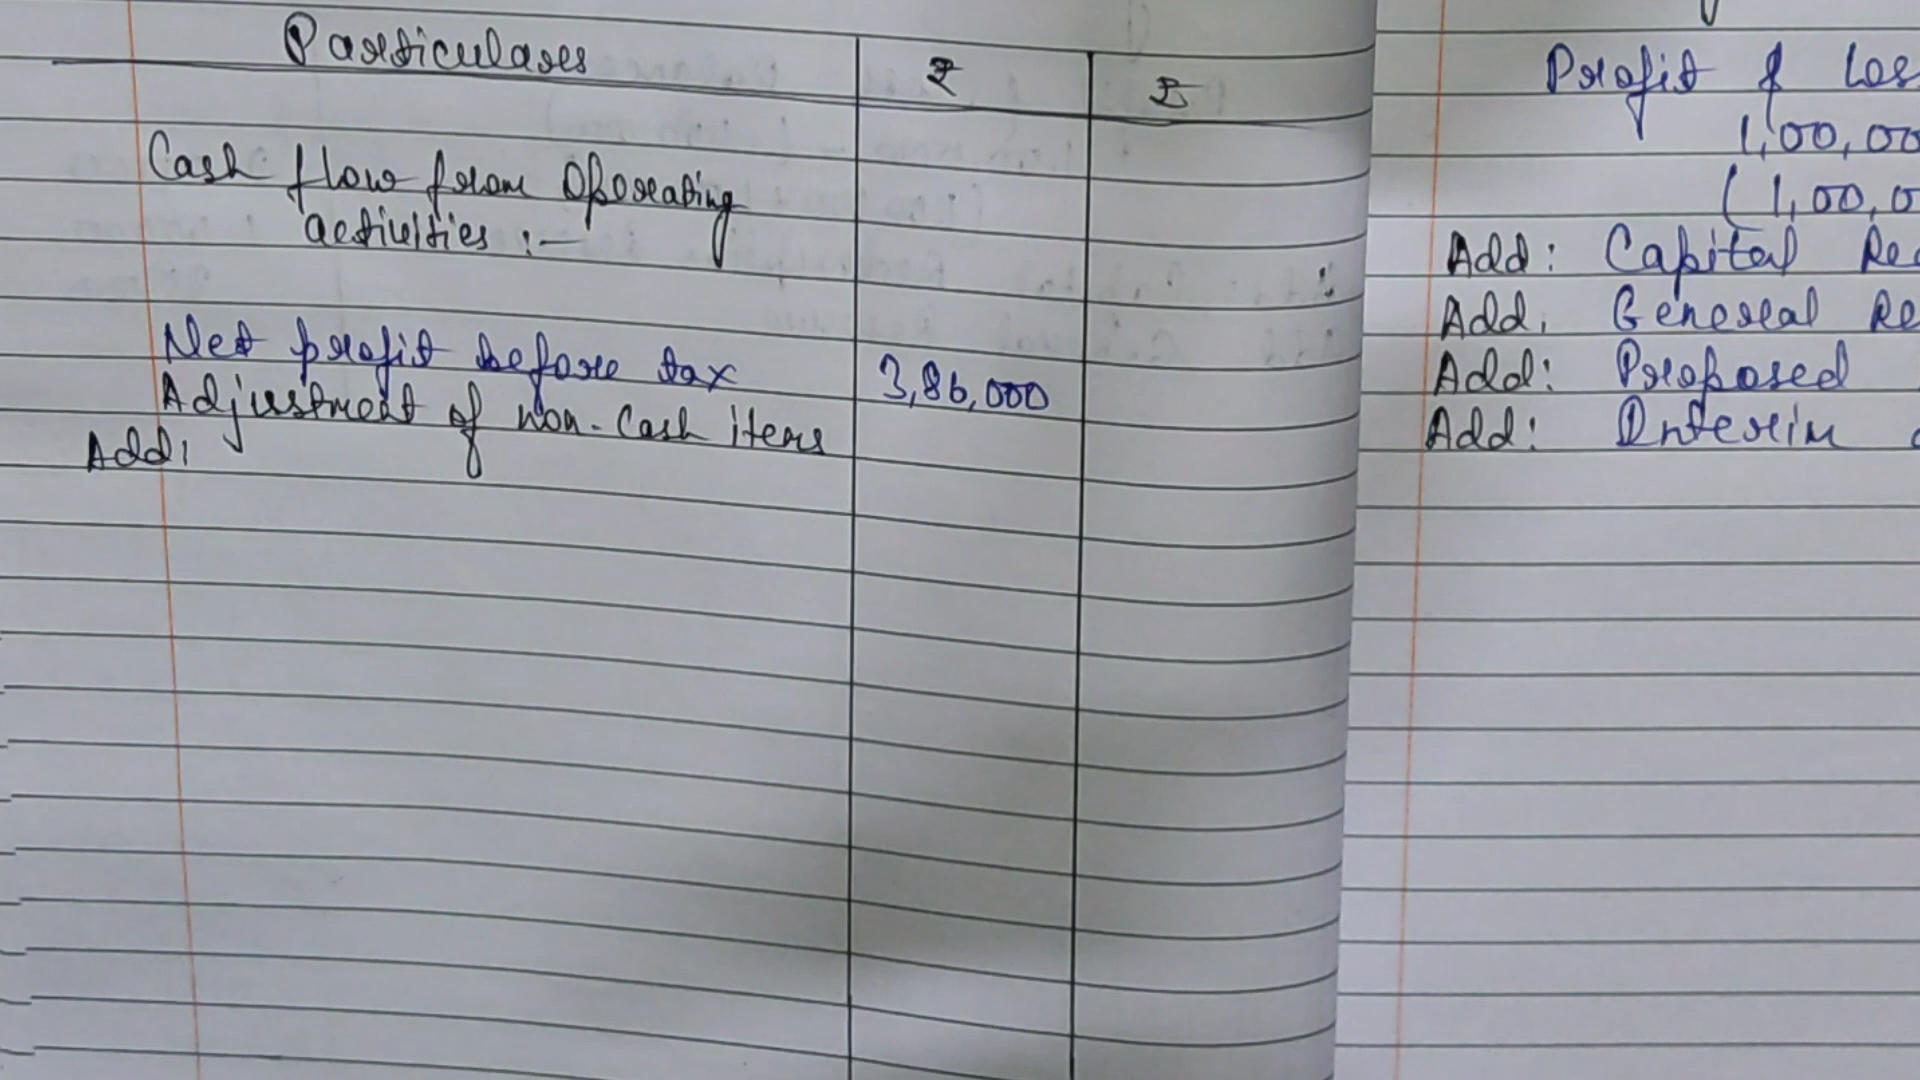 Particulars ₹ ₹
Cash flow from Operating
activities :-
Net profit before tax 3,86,000
Adjustment of non-cash items
Add:
Profit & Los
1,00,00
(1,00,0
Add: Capital Re
Add: General Re
Add: Proposed
Add: Interim